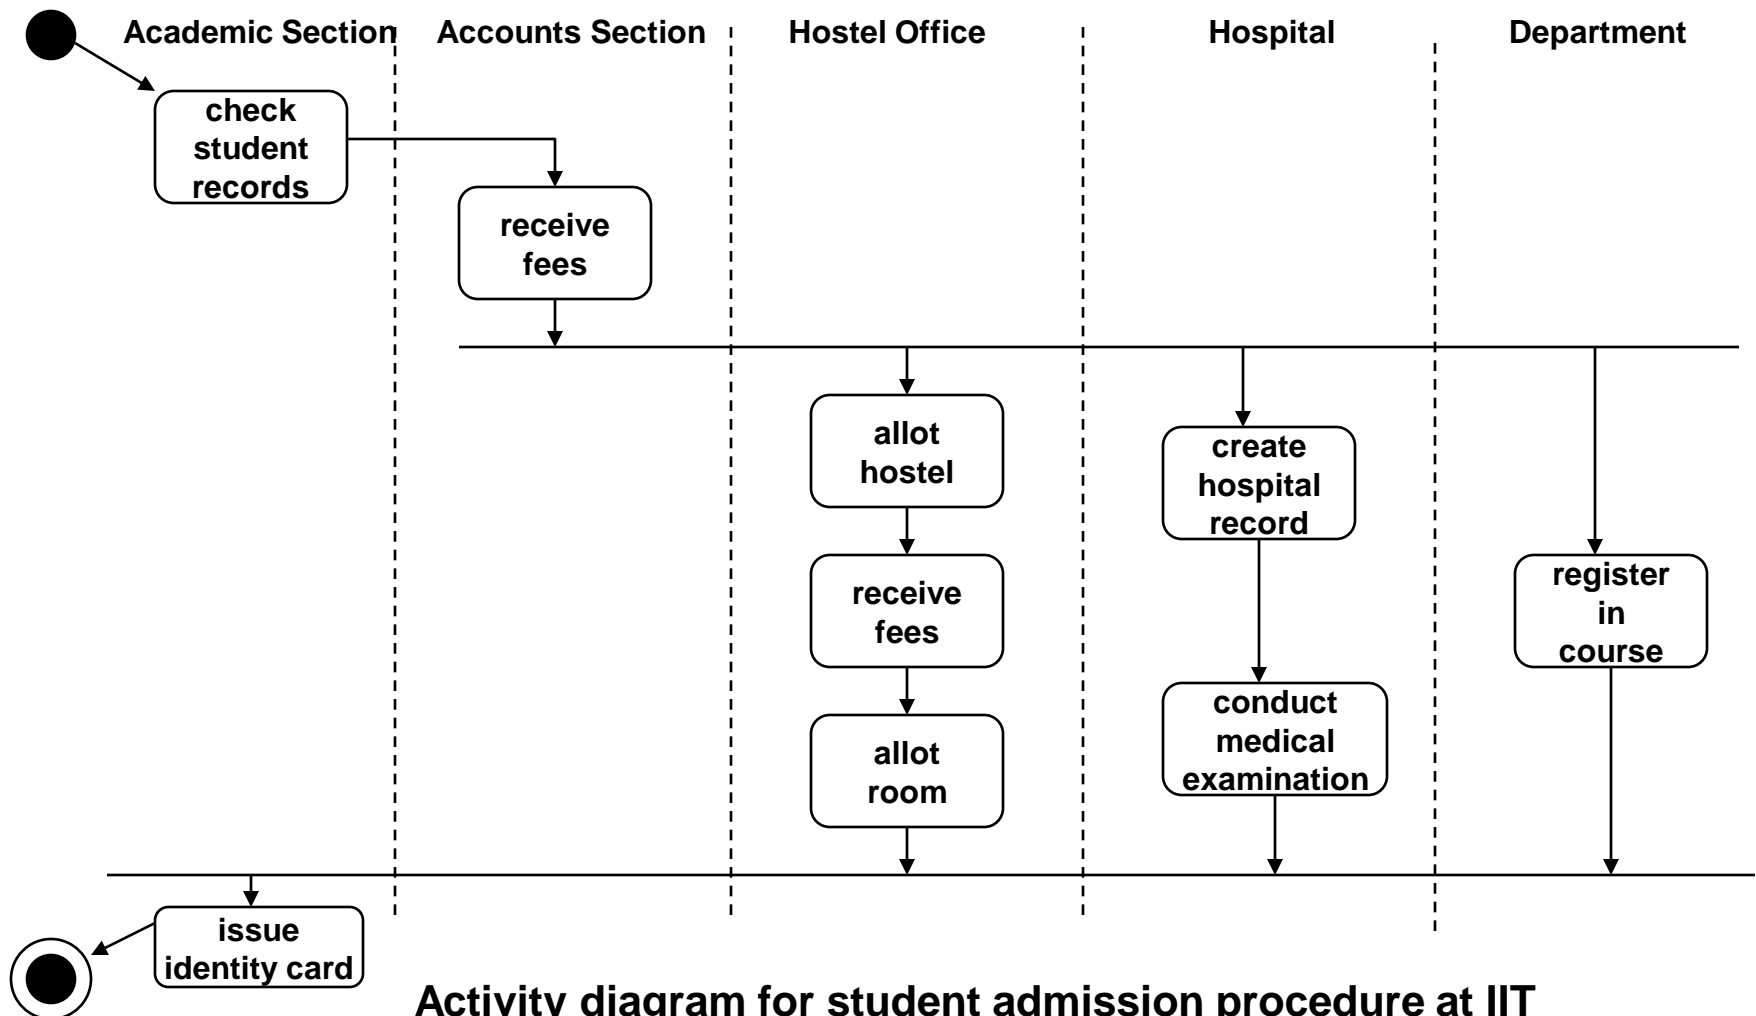 Academic Section
Accounts Section
Hostel Office
Hospital
Department
check
student
records
receive
fees
allot
hostel
receive
fees
allot
room
create
hospital
record
conduct
medical
examination
register
in
course
issue
identity card
Activity diagram for student admission procedure at IIT